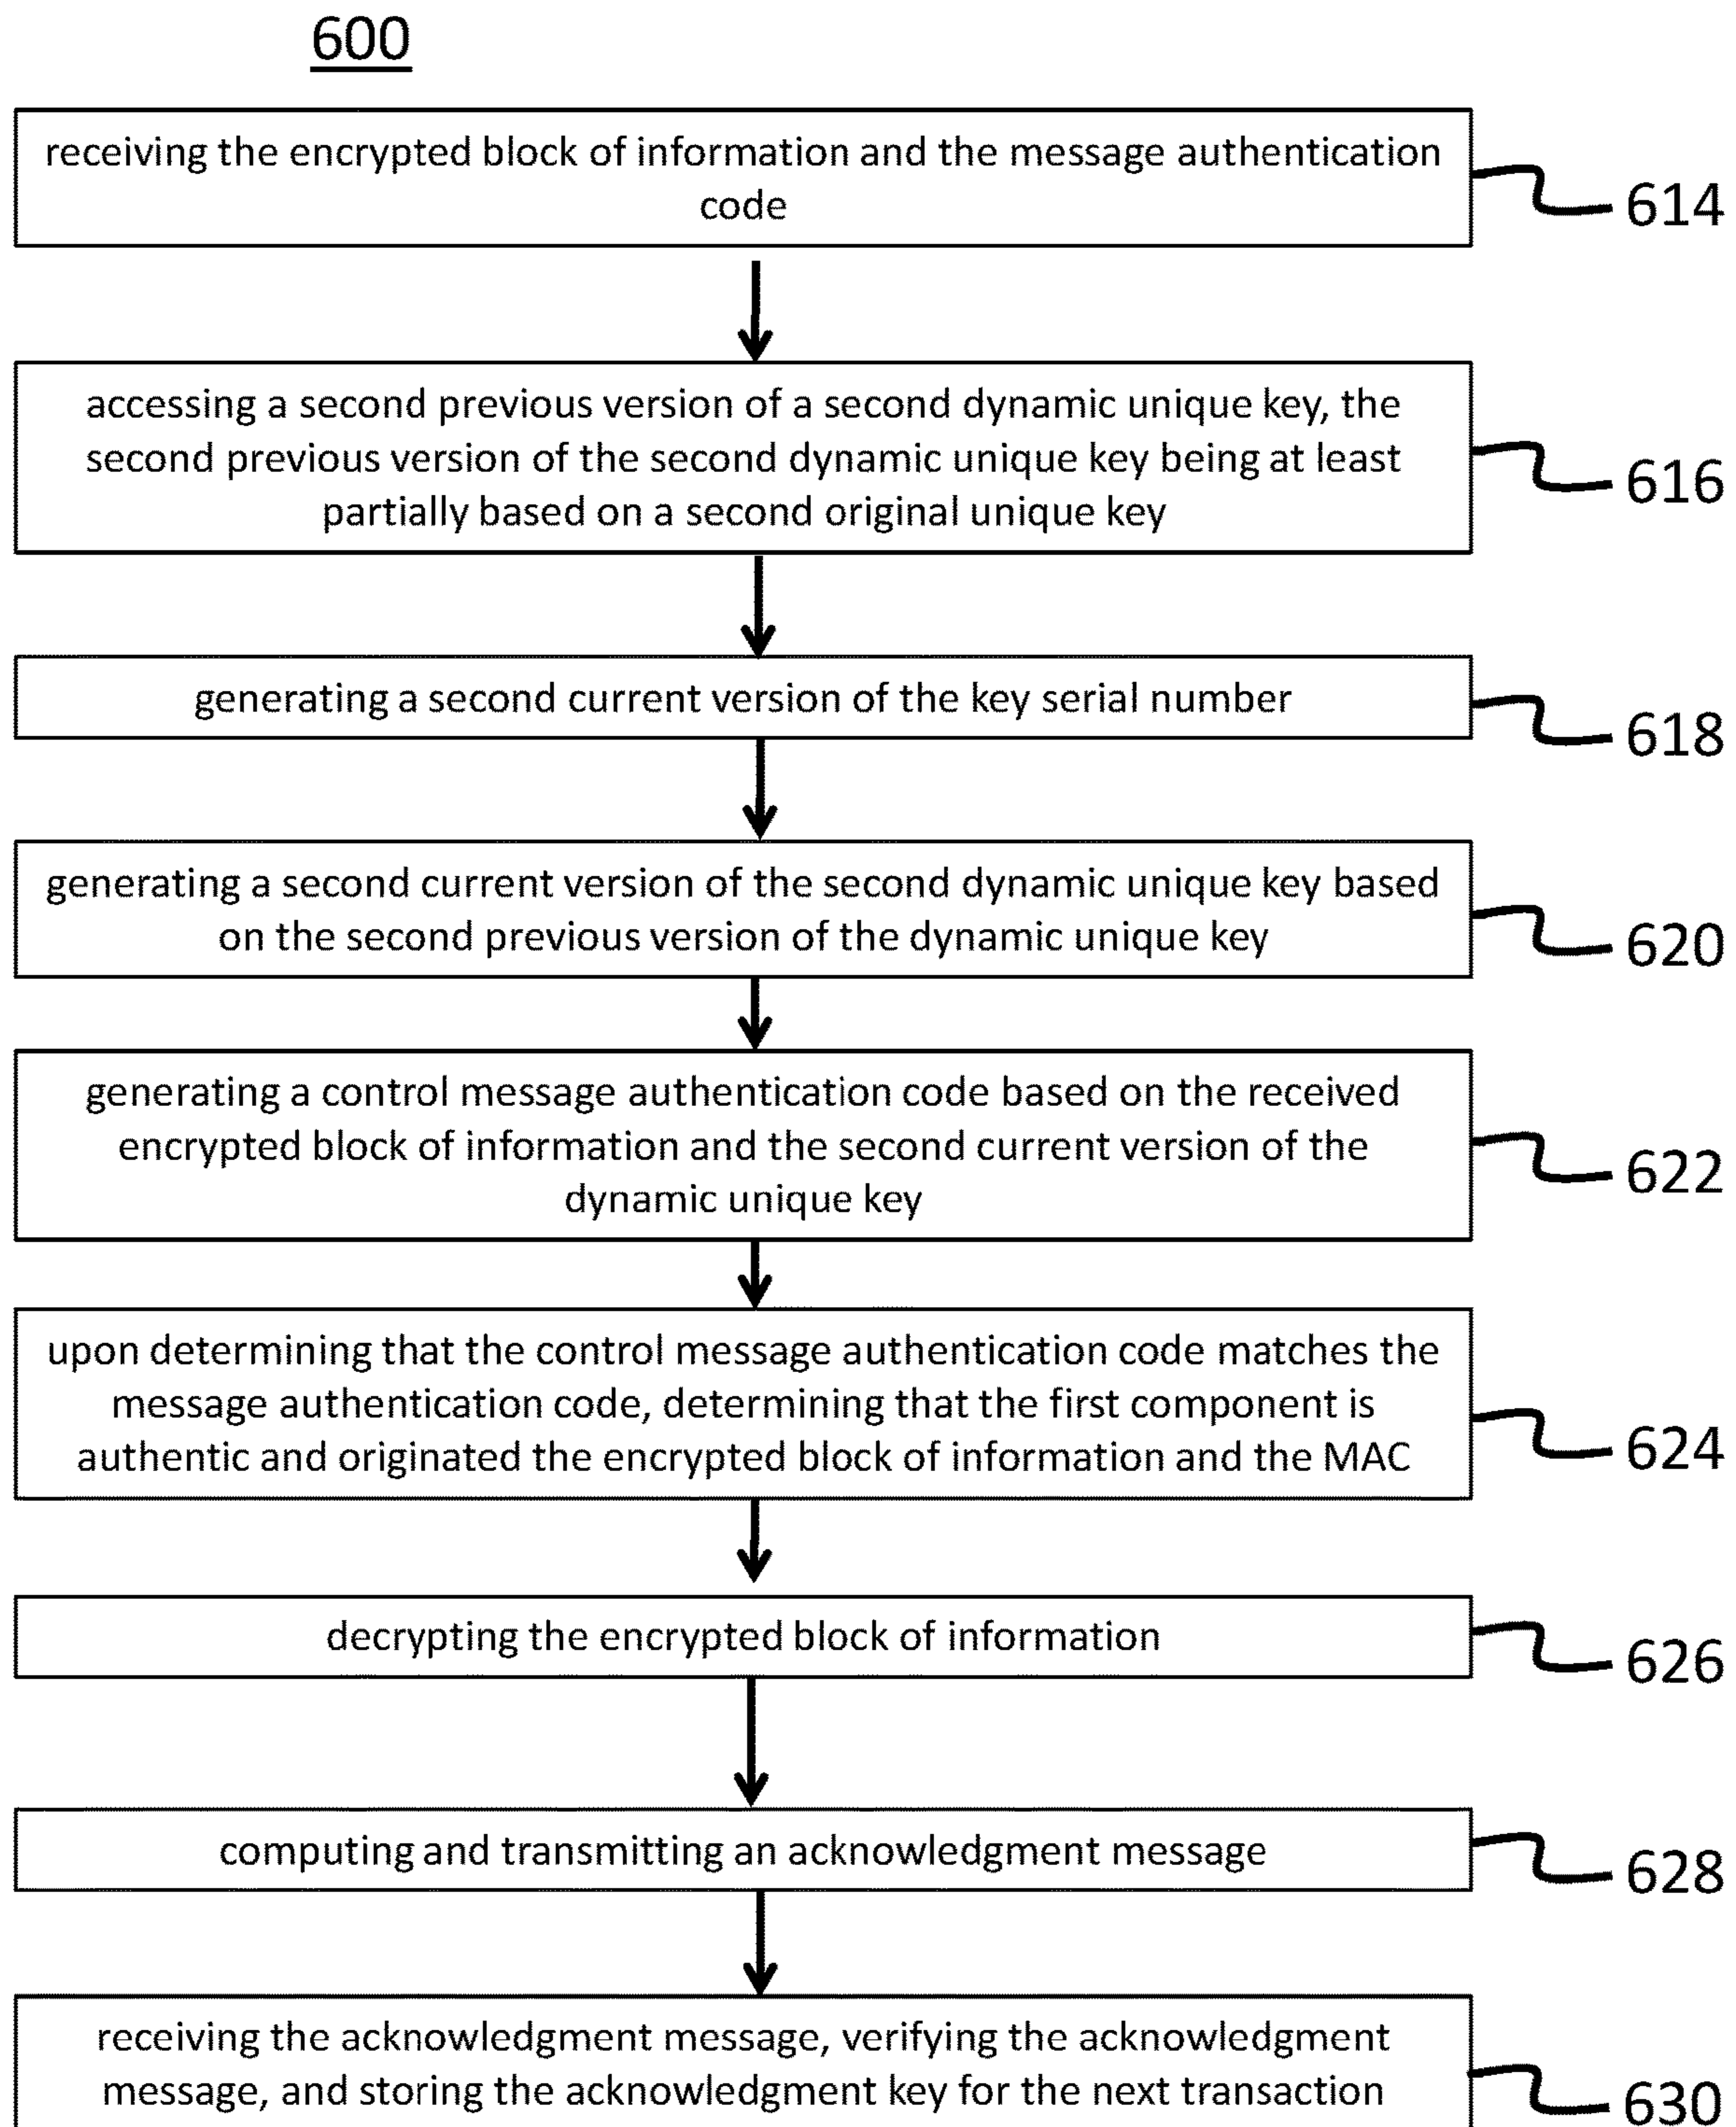 600
receiving the encrypted block of information and the message authentication
code
614
accessing a second previous version of a second dynamic unique key, the
second previous version of the second dynamic unique key being at least
partially based on a second original unique key
616
generating a second current version of the key serial number
618
generating a second current version of the second dynamic unique key based
on the second previous version of the dynamic unique key
620
generating a control message authentication code based on the received
encrypted block of information and the second current version of the
dynamic unique key
622
upon determining that the control message authentication code matches the
message authentication code, determining that the first component is
authentic and originated the encrypted block of information and the MAC
624
decrypting the encrypted block of information
626
computing and transmitting an acknowledgment message
628
receiving the acknowledgment message, verifying the acknowledgment
message, and storing the acknowledgment key for the next transaction
630